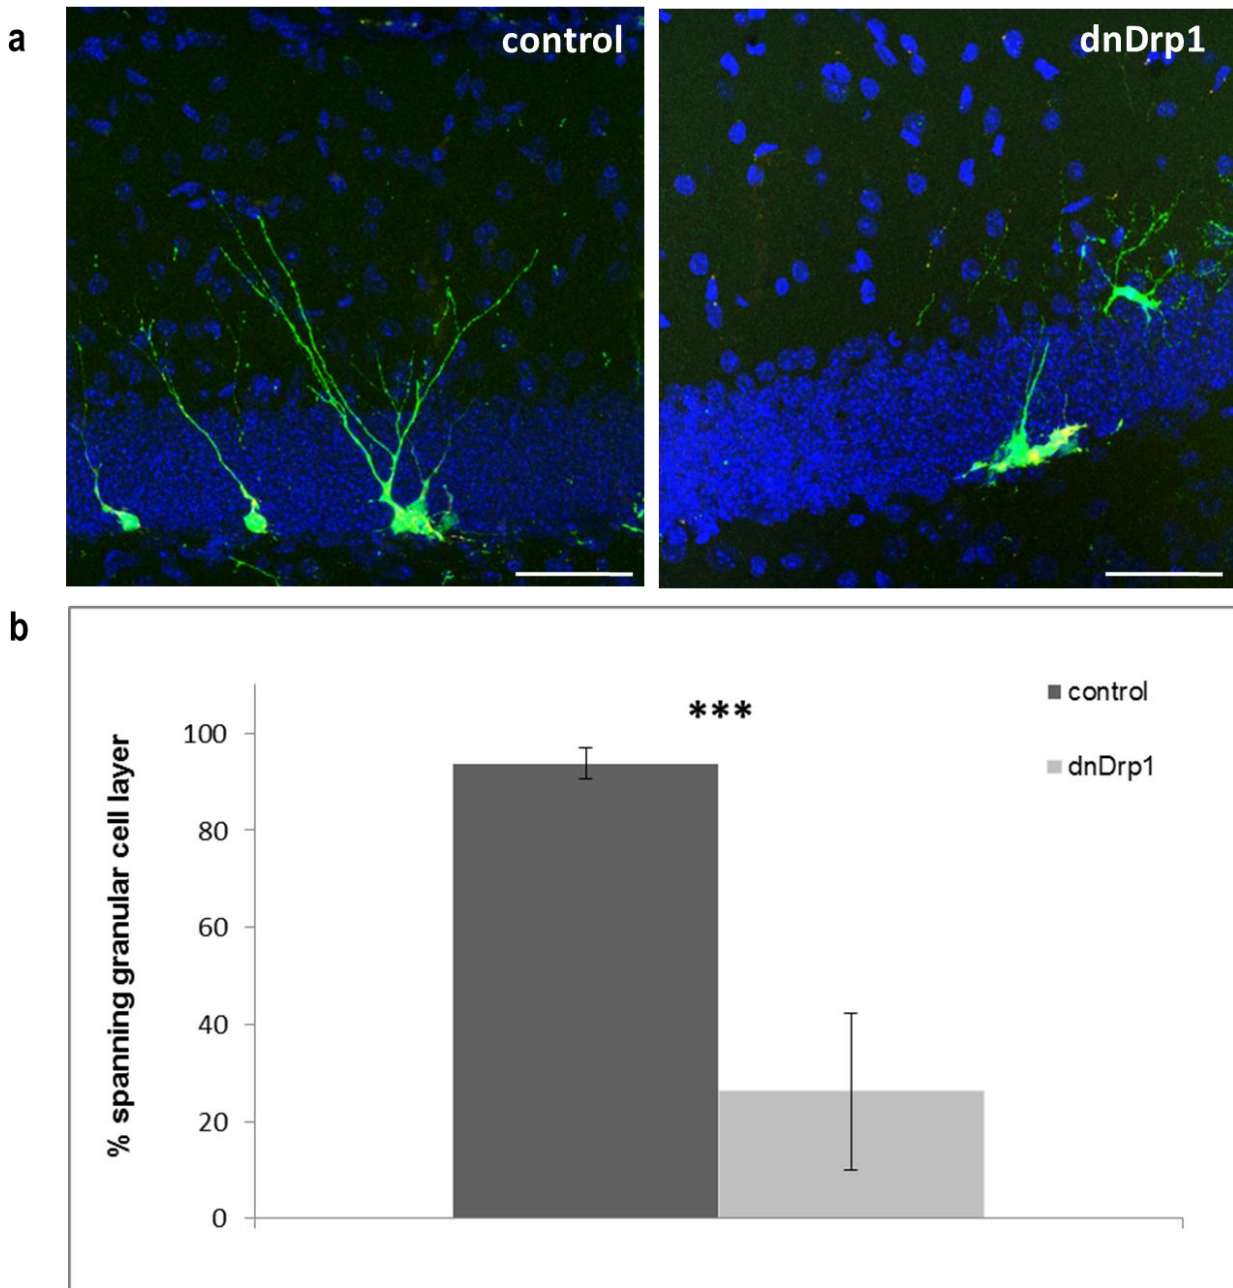 a
control
dnDrp1
b
% spanning granular cell layer
100
80
60
40
20
0
***
control
dnDrp1